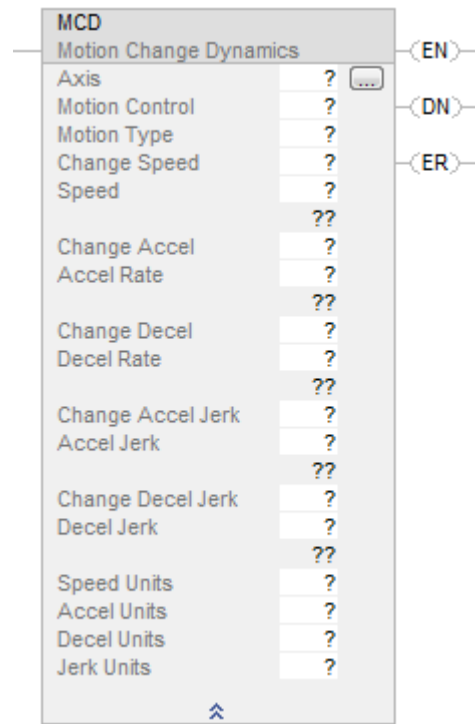 MCD
Motion Change Dynamics
EN
Axis ? ...
Motion Control ?
DN
Motion Type ?
Change Speed ?
ER
Speed ?
??
Change Accel ?
Accel Rate ?
??
Change Decel ?
Decel Rate ?
??
Change Accel Jerk ?
Accel Jerk ?
??
Change Decel Jerk ?
Decel Jerk ?
??
Speed Units ?
Accel Units ?
Decel Units ?
Jerk Units ?